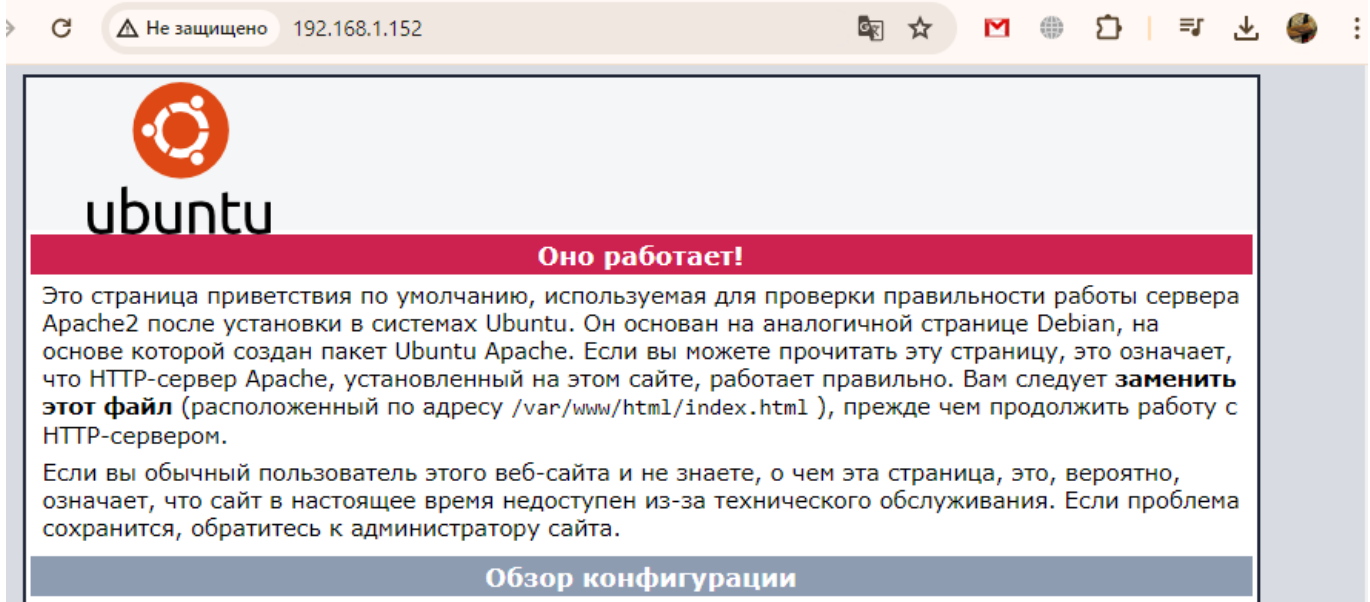 Не защищено 192.168.1.152
ubuntu
Оно работает!
Это страница приветствия по умолчанию, используемая для проверки правильности работы сервера
Apache2 после установки в системах Ubuntu. Он основан на аналогичной странице Debian, на
основе которой создан пакет Ubuntu Apache. Если вы можете прочитать эту страницу, это означает,
что HTTP-сервер Apache, установленный на этом сайте, работает правильно. Вам следует заменить
этот файл (расположенный по адресу /var/www/html/index.html ), прежде чем продолжить работу с
HTTP-сервером.
Если вы обычный пользователь этого веб-сайта и не знаете, о чем эта страница, это, вероятно,
означает, что сайт в настоящее время недоступен из-за технического обслуживания. Если проблема
сохранится, обратитесь к администратору сайта.
Обзор конфигурации